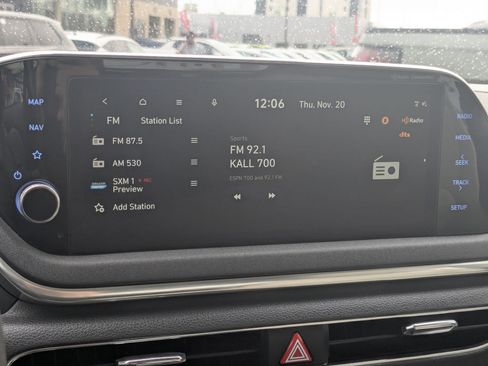 MAP
NAV
12:06
Thu, Nov. 20
FM
Station List
FM 87.5
AM 530
SXM 1
Preview
Add Station
Sports
FM 92.1
KALL 700
ESPN 700 and 92.1 FM
HD Radio
dts
RADIO
MEDIA
SEEK
TRACK
SETUP